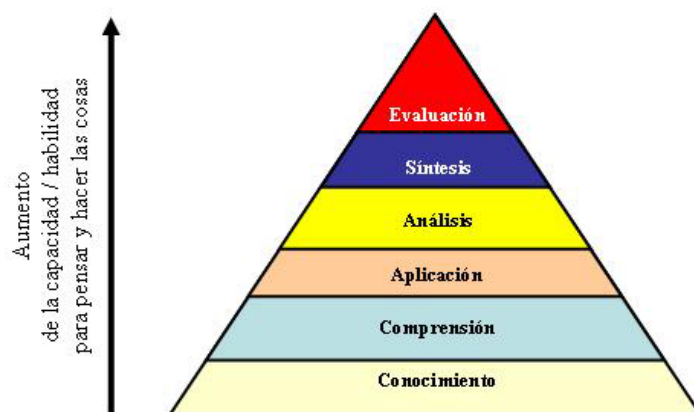 Aumento
de la capacidad / habilidad
para pensar y hacer las cosas
Evaluación
Síntesis
Análisis
Aplicación
Comprensión
Conocimiento